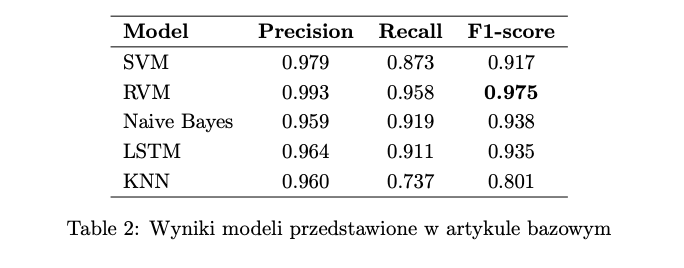 Model Precision Recall F1-score
SVM 0.979 0.873 0.917
RVM 0.993 0.958 0.975
Naive Bayes 0.959 0.919 0.938
LSTM 0.964 0.911 0.935
KNN 0.960 0.737 0.801
Table 2: Wyniki modeli przedstawione w artykule bazowym